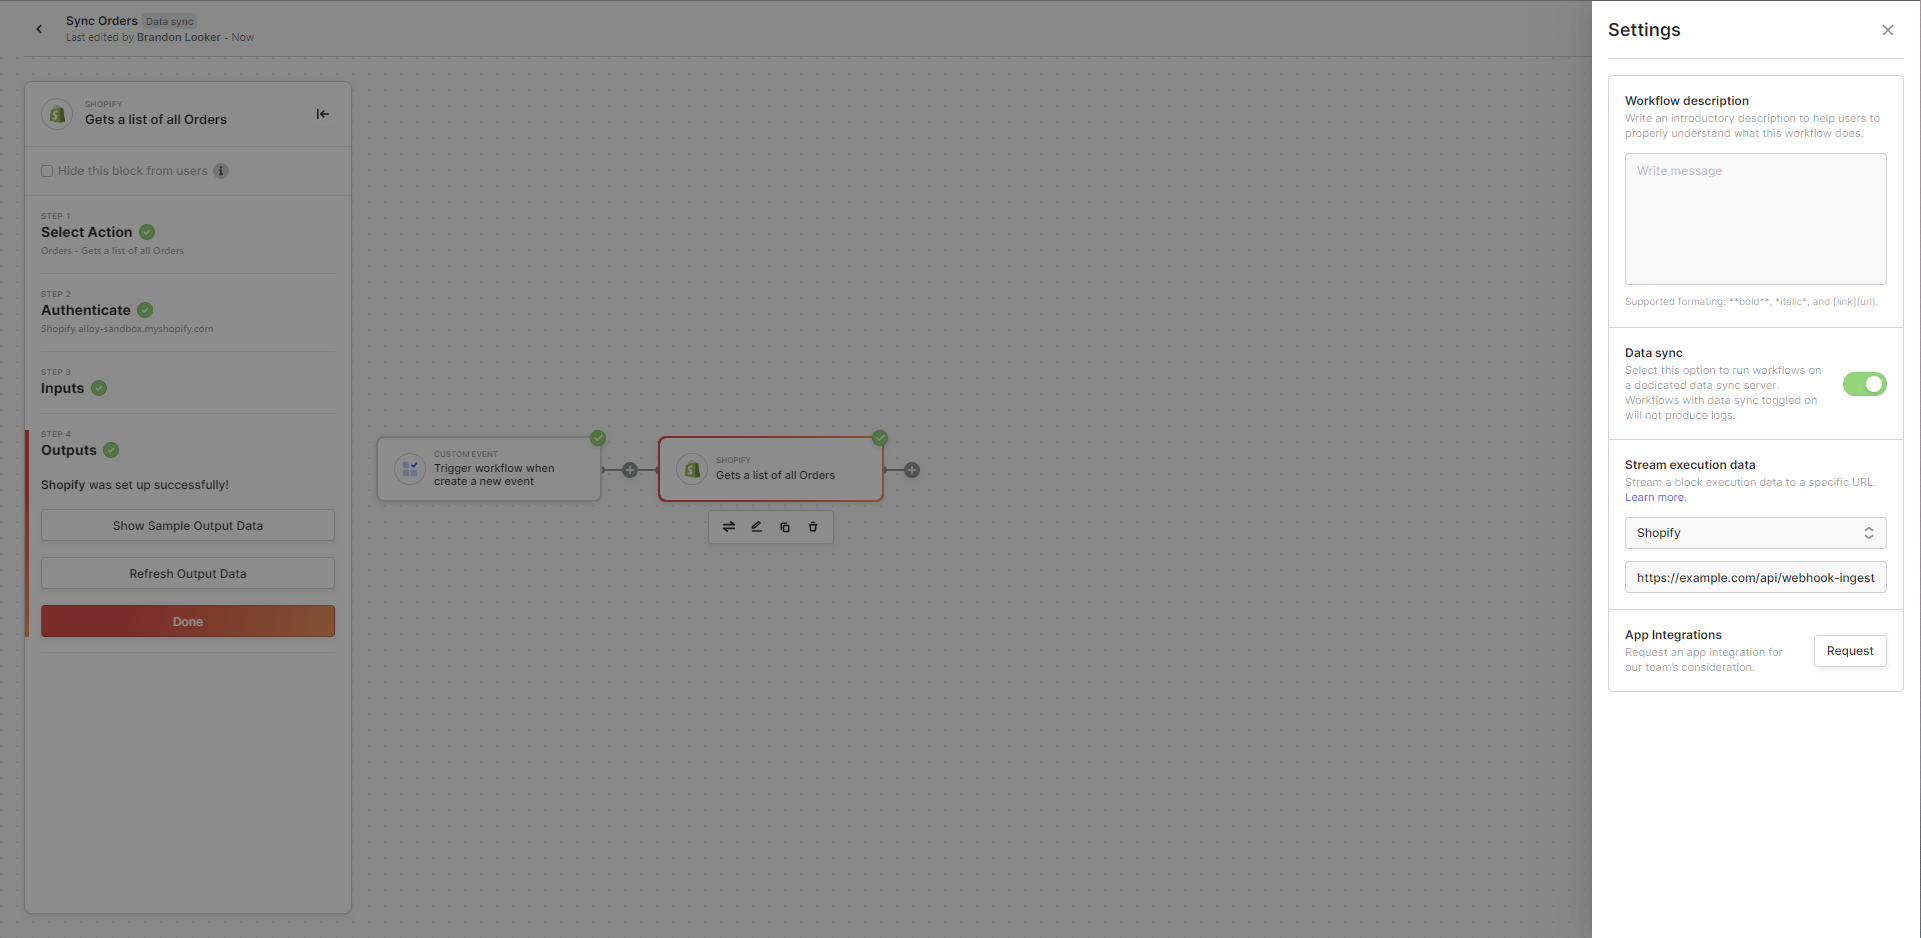 Sync Orders Data sync
Last edited by Brandon Looker - Now
SHOPIFY
Gets a list of all Orders
Hide this block from users
STEP 1
Select Action
Orders - Gets a list of all Orders
STEP 2
Authenticate
Shopify alloy-sandbox.myshopify.com
STEP 3
Inputs
STEP 4
Outputs
Shopify was set up successfully!
Show Sample Output Data
Refresh Output Data
Done
CUSTOM EVENT
Trigger workflow when
create a new event
SHOPIFY
Gets a list of all Orders
Settings
Workflow description
Write an introductory description to help users to
properly understand what this workflow does.
Write message
Supported formating: **bold**, *italic*, and [link](url).
Data sync
Select this option to run workflows on
a dedicated data sync server.
Workflows with data sync toggled on
will not produce logs.
Stream execution data
Stream a block execution data to a specific URL.
Learn more.
Shopify
https://example.com/api/webhook-ingest
App Integrations
Request an app integration for
our team's consideration.
Request